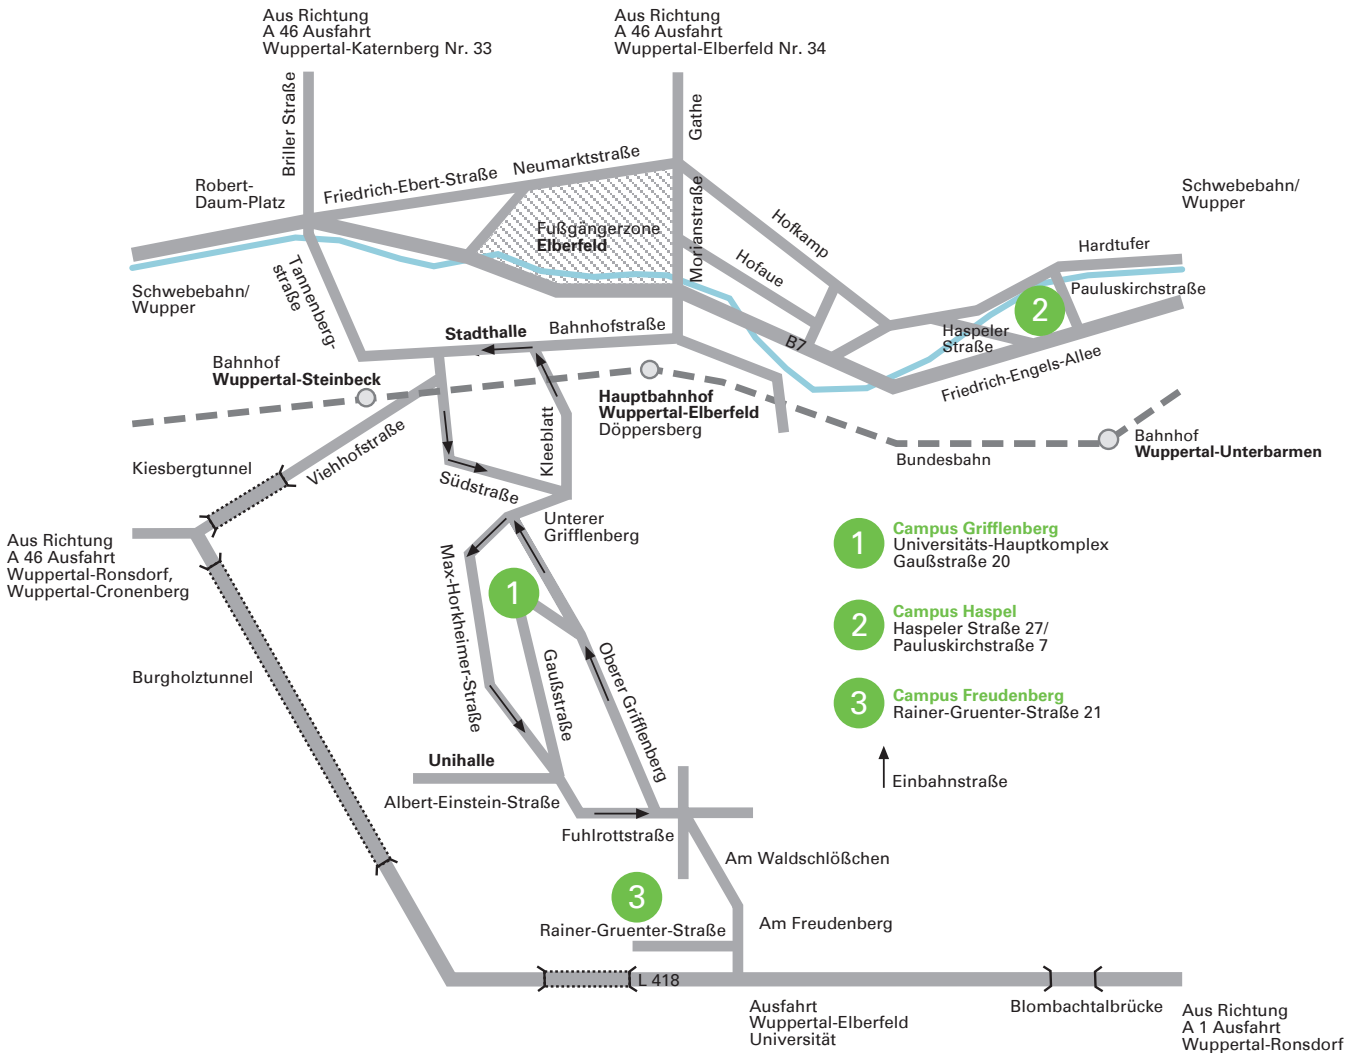 Aus Richtung
A 46 Ausfahrt
Wuppertal-Katernberg Nr. 33
Aus Richtung
A 46 Ausfahrt
Wuppertal-Elberfeld Nr. 34
Briller Straße
Gathe
Robert-
Daum-Platz
Friedrich-Ebert-Straße
Neumarktstraße
Schwebebahn/
Wupper
Fußgängerzone
Elberfeld
Morianstraße
Hofkamp
Hofaue
Hardtufer
Pauluskirchstraße
2
Schwebebahn/
Wupper
Tannenberg-
straße
Stadthalle
Bahnhofstraße
B7
Haspeler
Straße
Friedrich-Engels-Allee
Bahnhof
Wuppertal-Steinbeck
Hauptbahnhof
Wuppertal-Elberfeld
Döppersberg
Kleeblatt
Viehhofstraße
Südstraße
Bundesbahn
Bahnhof
Wuppertal-Unterbarmen
Kiesbergtunnel
Unterer
Grifflenberg
Aus Richtung
A 46 Ausfahrt
Wuppertal-Ronsdorf,
Wuppertal-Cronenberg
Max-Horkheimer-Straße
1
Gaußstraße
Oberer Grifflenberg
1
Campus Grifflenberg
Universitäts-Hauptkomplex
Gaußstraße 20
2
Campus Haspel
Haspeler Straße 27/
Pauluskirchstraße 7
3
Campus Freudenberg
Rainer-Gruenter-Straße 21
Einbahnstraße
Burgholztunnel
Unihalle
Albert-Einstein-Straße
Fuhlrottstraße
Am Waldschlößchen
3
Rainer-Gruenter-Straße
Am Freudenberg
L 418
Ausfahrt
Wuppertal-Elberfeld
Universität
Blombachtalbrücke
Aus Richtung
A 1 Ausfahrt
Wuppertal-Ronsdorf